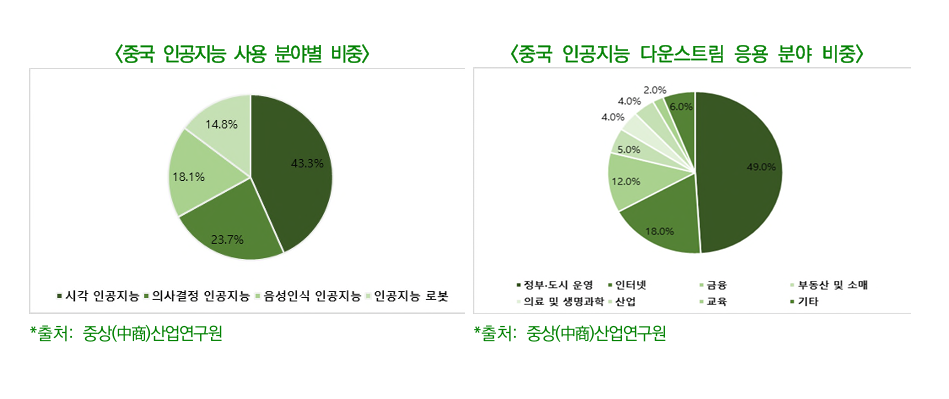 <중국 인공지능 사용 분야별 비중>
43.3%
23.7%
18.1%
14.8%
시각 인공지능 의사결정 인공지능 음성인식 인공지능 인공지능 로봇
*출처: 중상(中商)산업연구원
<중국 인공지능 다운스트림 응용 분야 비중>
49.0%
18.0%
12.0%
5.0%
4.0%
4.0%
2.0%
6.0%
정부·도시 운영 인터넷 금융 부동산 및 소매
의료 및 생명과학 산업 교육 기타
*출처: 중상(中商)산업연구원